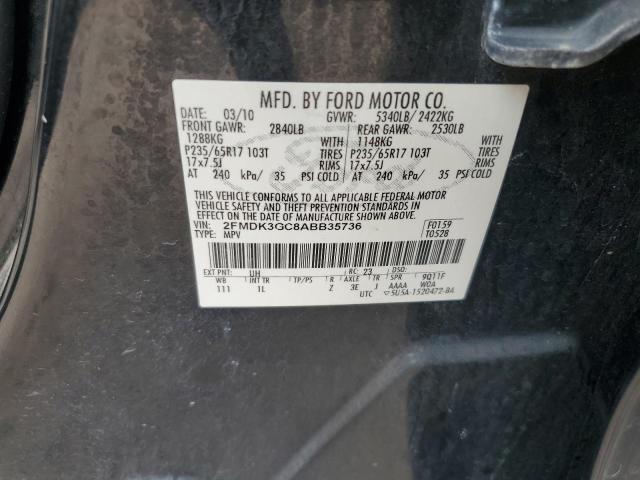 MFD. BY FORD MOTOR CO.
DATE: 03/10 GVWR: 5340LB/ 2422KG
FRONT GAWR: 2840LB REAR GAWR: 2530LB
1288KG WITH 1148KG WITH
P235/65R17 103T TIRES P235/65R17 103T TIRES
17x7.5J RIMS 17x7.5J RIMS
AT 240 kPa/ 35 PSI COLD AT 240 kPa/ 35 PSI COLD
THIS VEHICLE CONFORMS TO ALL APPLICABLE FEDERAL MOTOR
VEHICLE SAFETY AND THEFT PREVENTION STANDARDS IN
EFFECT ON THE DATE OF MANUFACTURE SHOWN ABOVE.
VIN: 2FMDK3GC8ABB35736 F0159
TYPE: MPV T0528
EXT PNT: UH RC: 23 DSO:
WB INT TR TP/PS R AXLE TR SPR 9Q11F
111 1L Z 3E J AAAA WOA
UTC 5U5A-1520472-BA